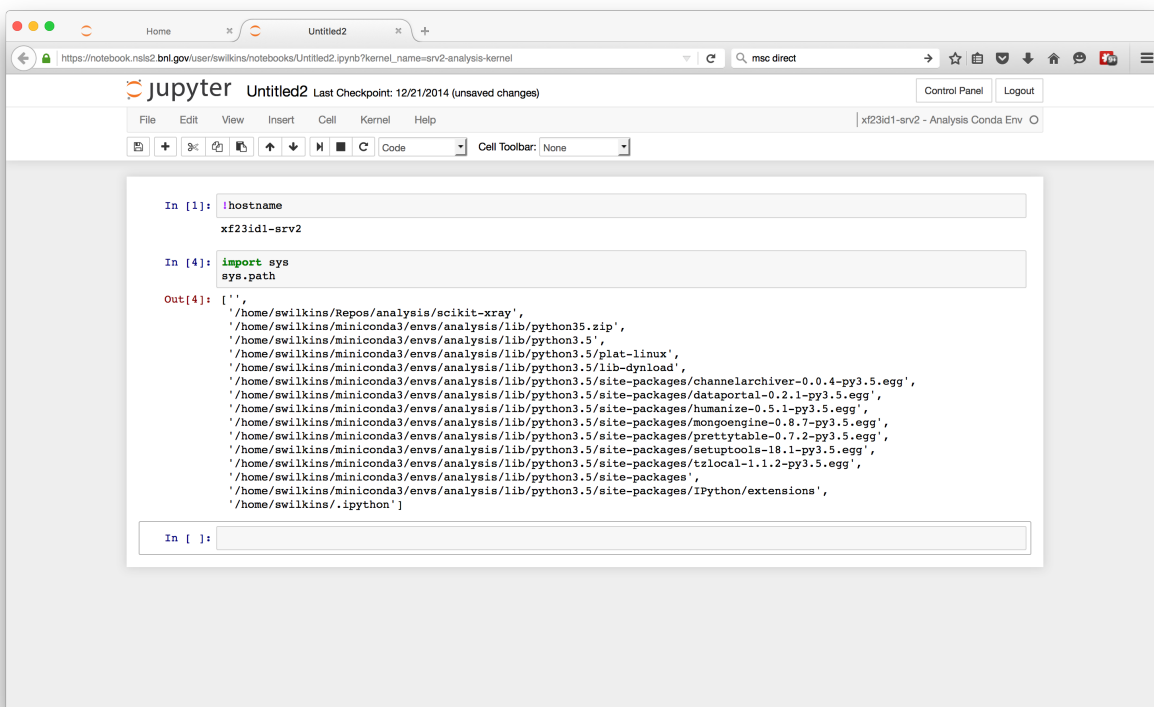 Home
Untitled2
https://notebook.nsls2.bnl.gov/user/swilkins/notebooks/Untitled2.ipynb?kernel_name=srv2-analysis-kernel
msc direct
jupyter Untitled2 Last Checkpoint: 12/21/2014 (unsaved changes)
Control Panel Logout
File Edit View Insert Cell Kernel Help
xf23id1-srv2 - Analysis Conda Env
Code Cell Toolbar: None
In [1]: !hostname
xf23id1-srv2
In [4]: import sys
sys.path
Out[4]: ['',
'/home/swilkins/Repos/analysis/scikit-xray',
'/home/swilkins/miniconda3/envs/analysis/lib/python35.zip',
'/home/swilkins/miniconda3/envs/analysis/lib/python3.5',
'/home/swilkins/miniconda3/envs/analysis/lib/python3.5/plat-linux',
'/home/swilkins/miniconda3/envs/analysis/lib/python3.5/lib-dynload',
'/home/swilkins/miniconda3/envs/analysis/lib/python3.5/site-packages/channelarchiver-0.0.4-py3.5.egg',
'/home/swilkins/miniconda3/envs/analysis/lib/python3.5/site-packages/dataportal-0.2.1-py3.5.egg',
'/home/swilkins/miniconda3/envs/analysis/lib/python3.5/site-packages/humanize-0.5.1-py3.5.egg',
'/home/swilkins/miniconda3/envs/analysis/lib/python3.5/site-packages/mongoengine-0.8.7-py3.5.egg',
'/home/swilkins/miniconda3/envs/analysis/lib/python3.5/site-packages/prettytable-0.7.2-py3.5.egg',
'/home/swilkins/miniconda3/envs/analysis/lib/python3.5/site-packages/setuptools-18.1-py3.5.egg',
'/home/swilkins/miniconda3/envs/analysis/lib/python3.5/site-packages/tzlocal-1.1.2-py3.5.egg',
'/home/swilkins/miniconda3/envs/analysis/lib/python3.5/site-packages',
'/home/swilkins/miniconda3/envs/analysis/lib/python3.5/site-packages/IPython/extensions',
'/home/swilkins/.ipython']
In [ ]: